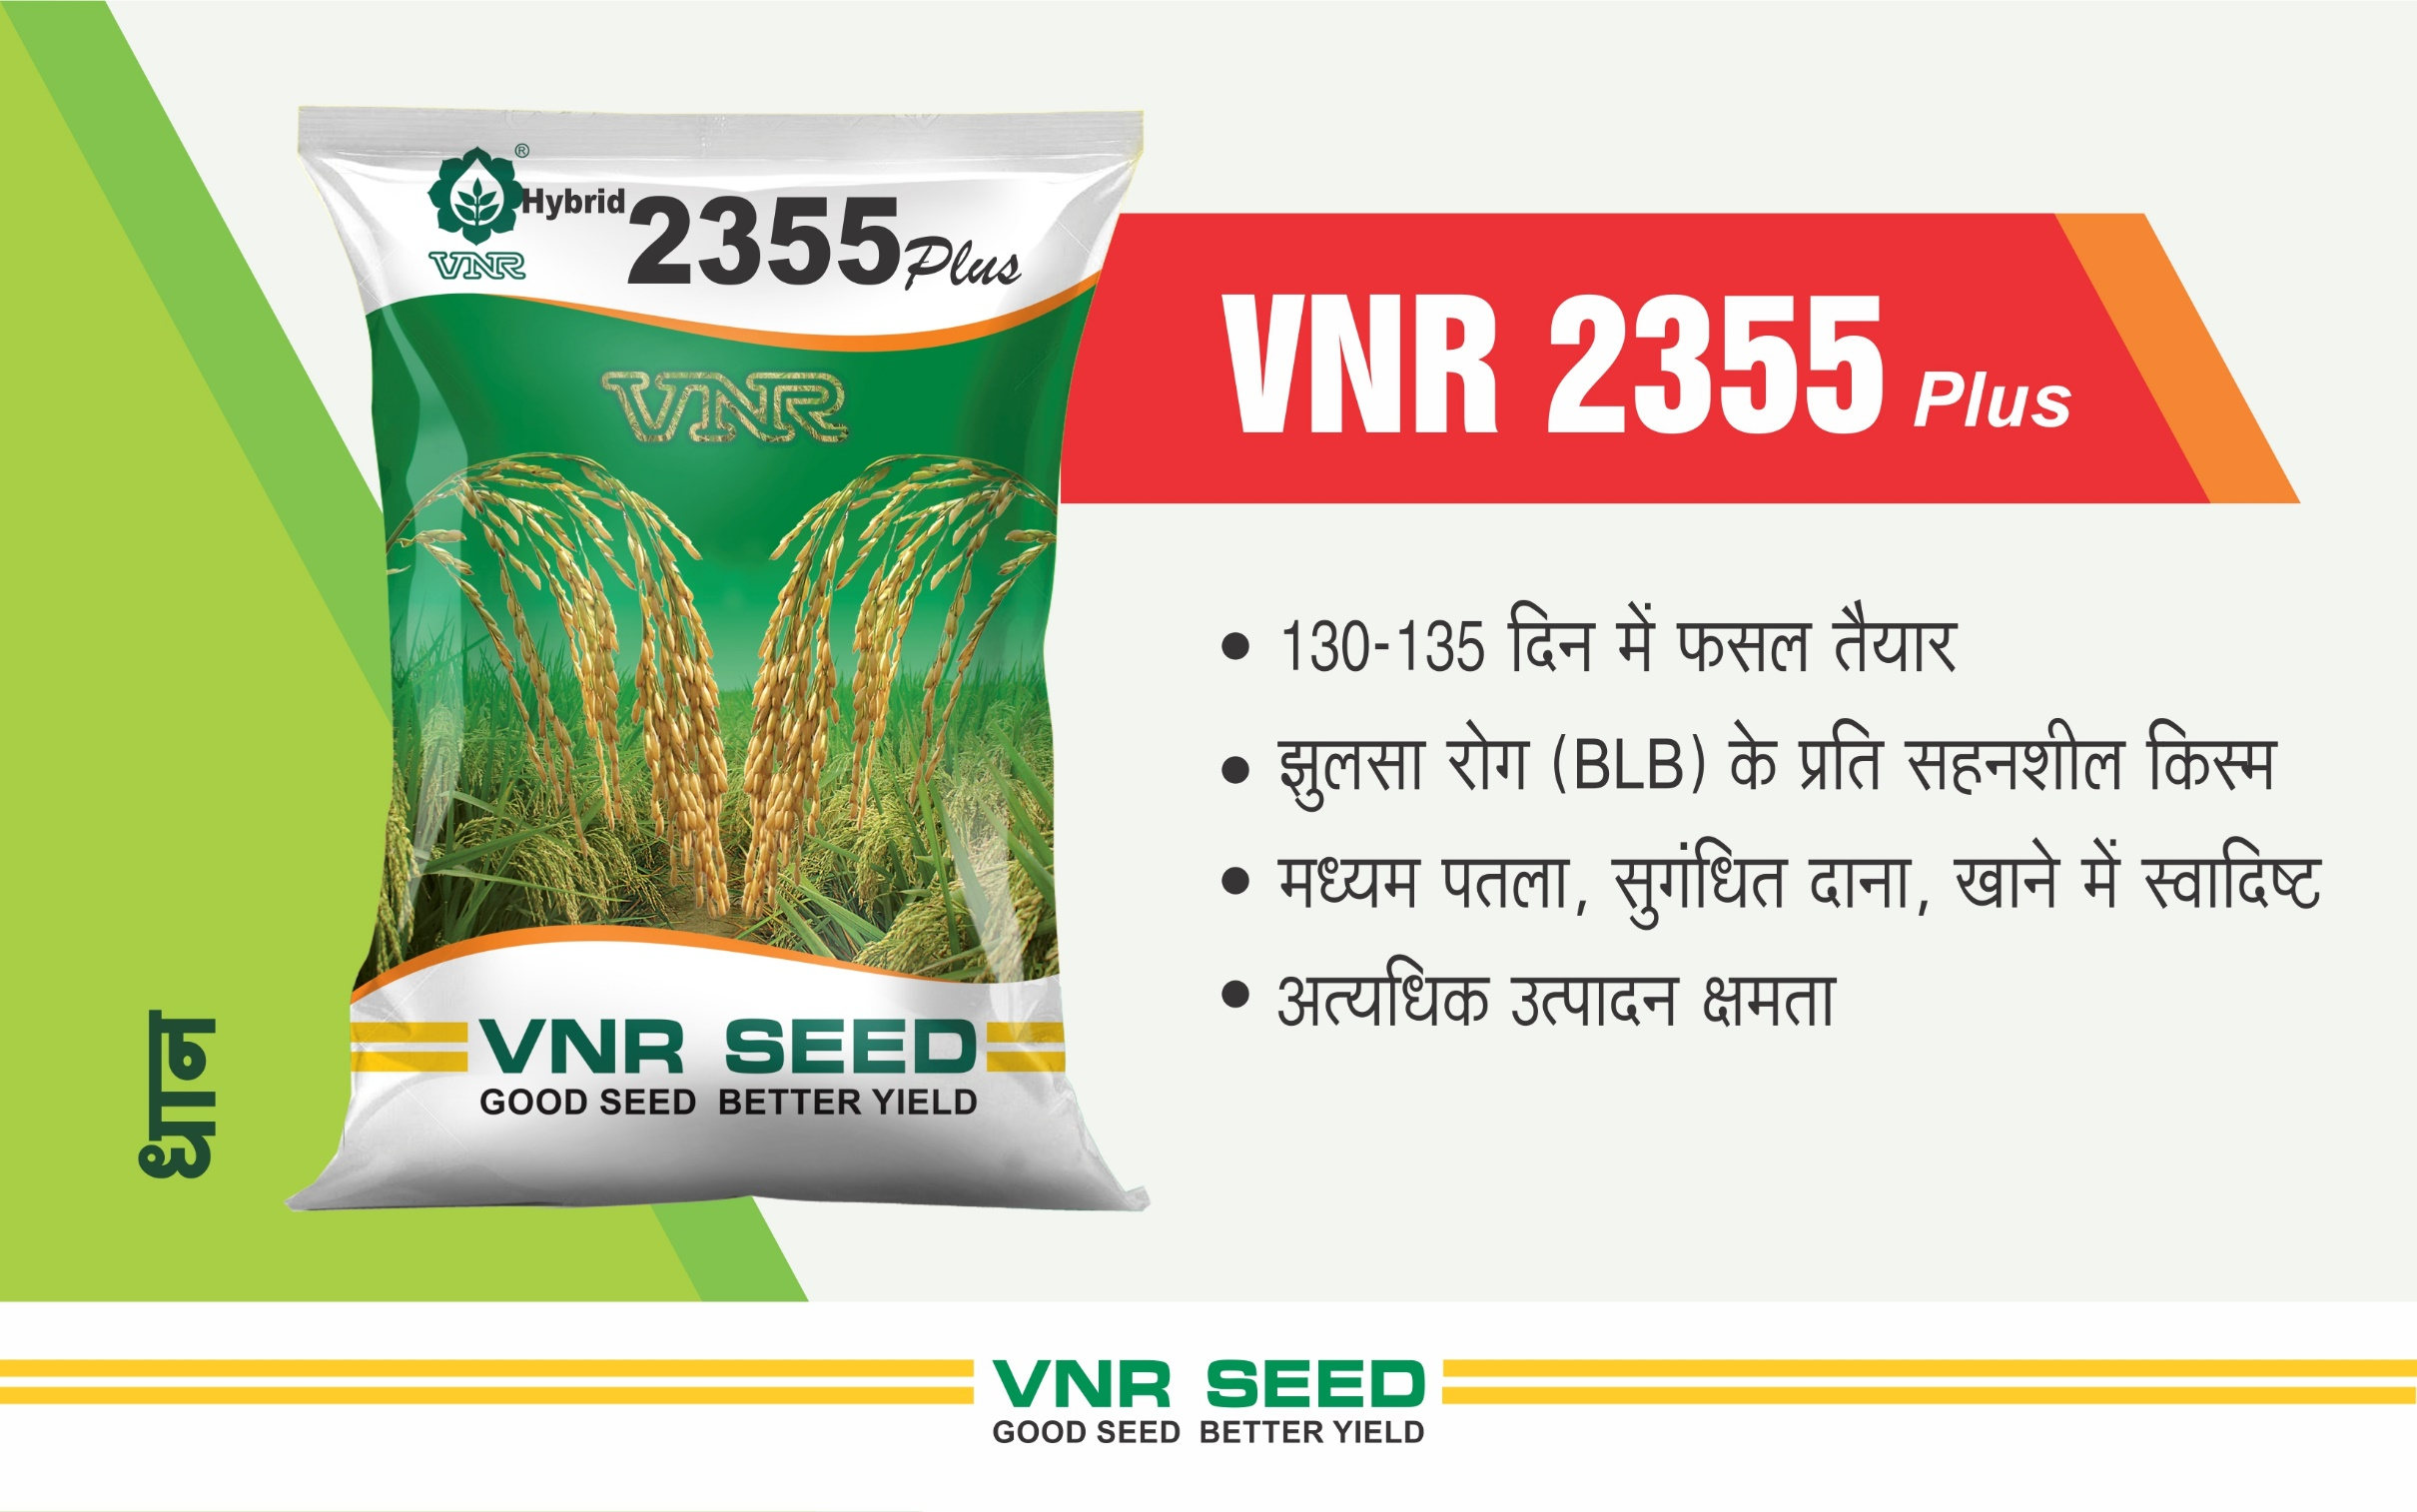 ®
VNR
Hybrid 2355 Plus
VNR
VNR SEED
GOOD SEED BETTER YIELD
धान
VNR 2355 Plus
• 130-135 दिन में फसल तैयार
• झुलसा रोग (BLB) के प्रति सहनशील किस्म
• मध्यम पतला, सुगंधित दाना, खाने में स्वादिष्ट
• अत्यधिक उत्पादन क्षमता
VNR SEED
GOOD SEED BETTER YIELD